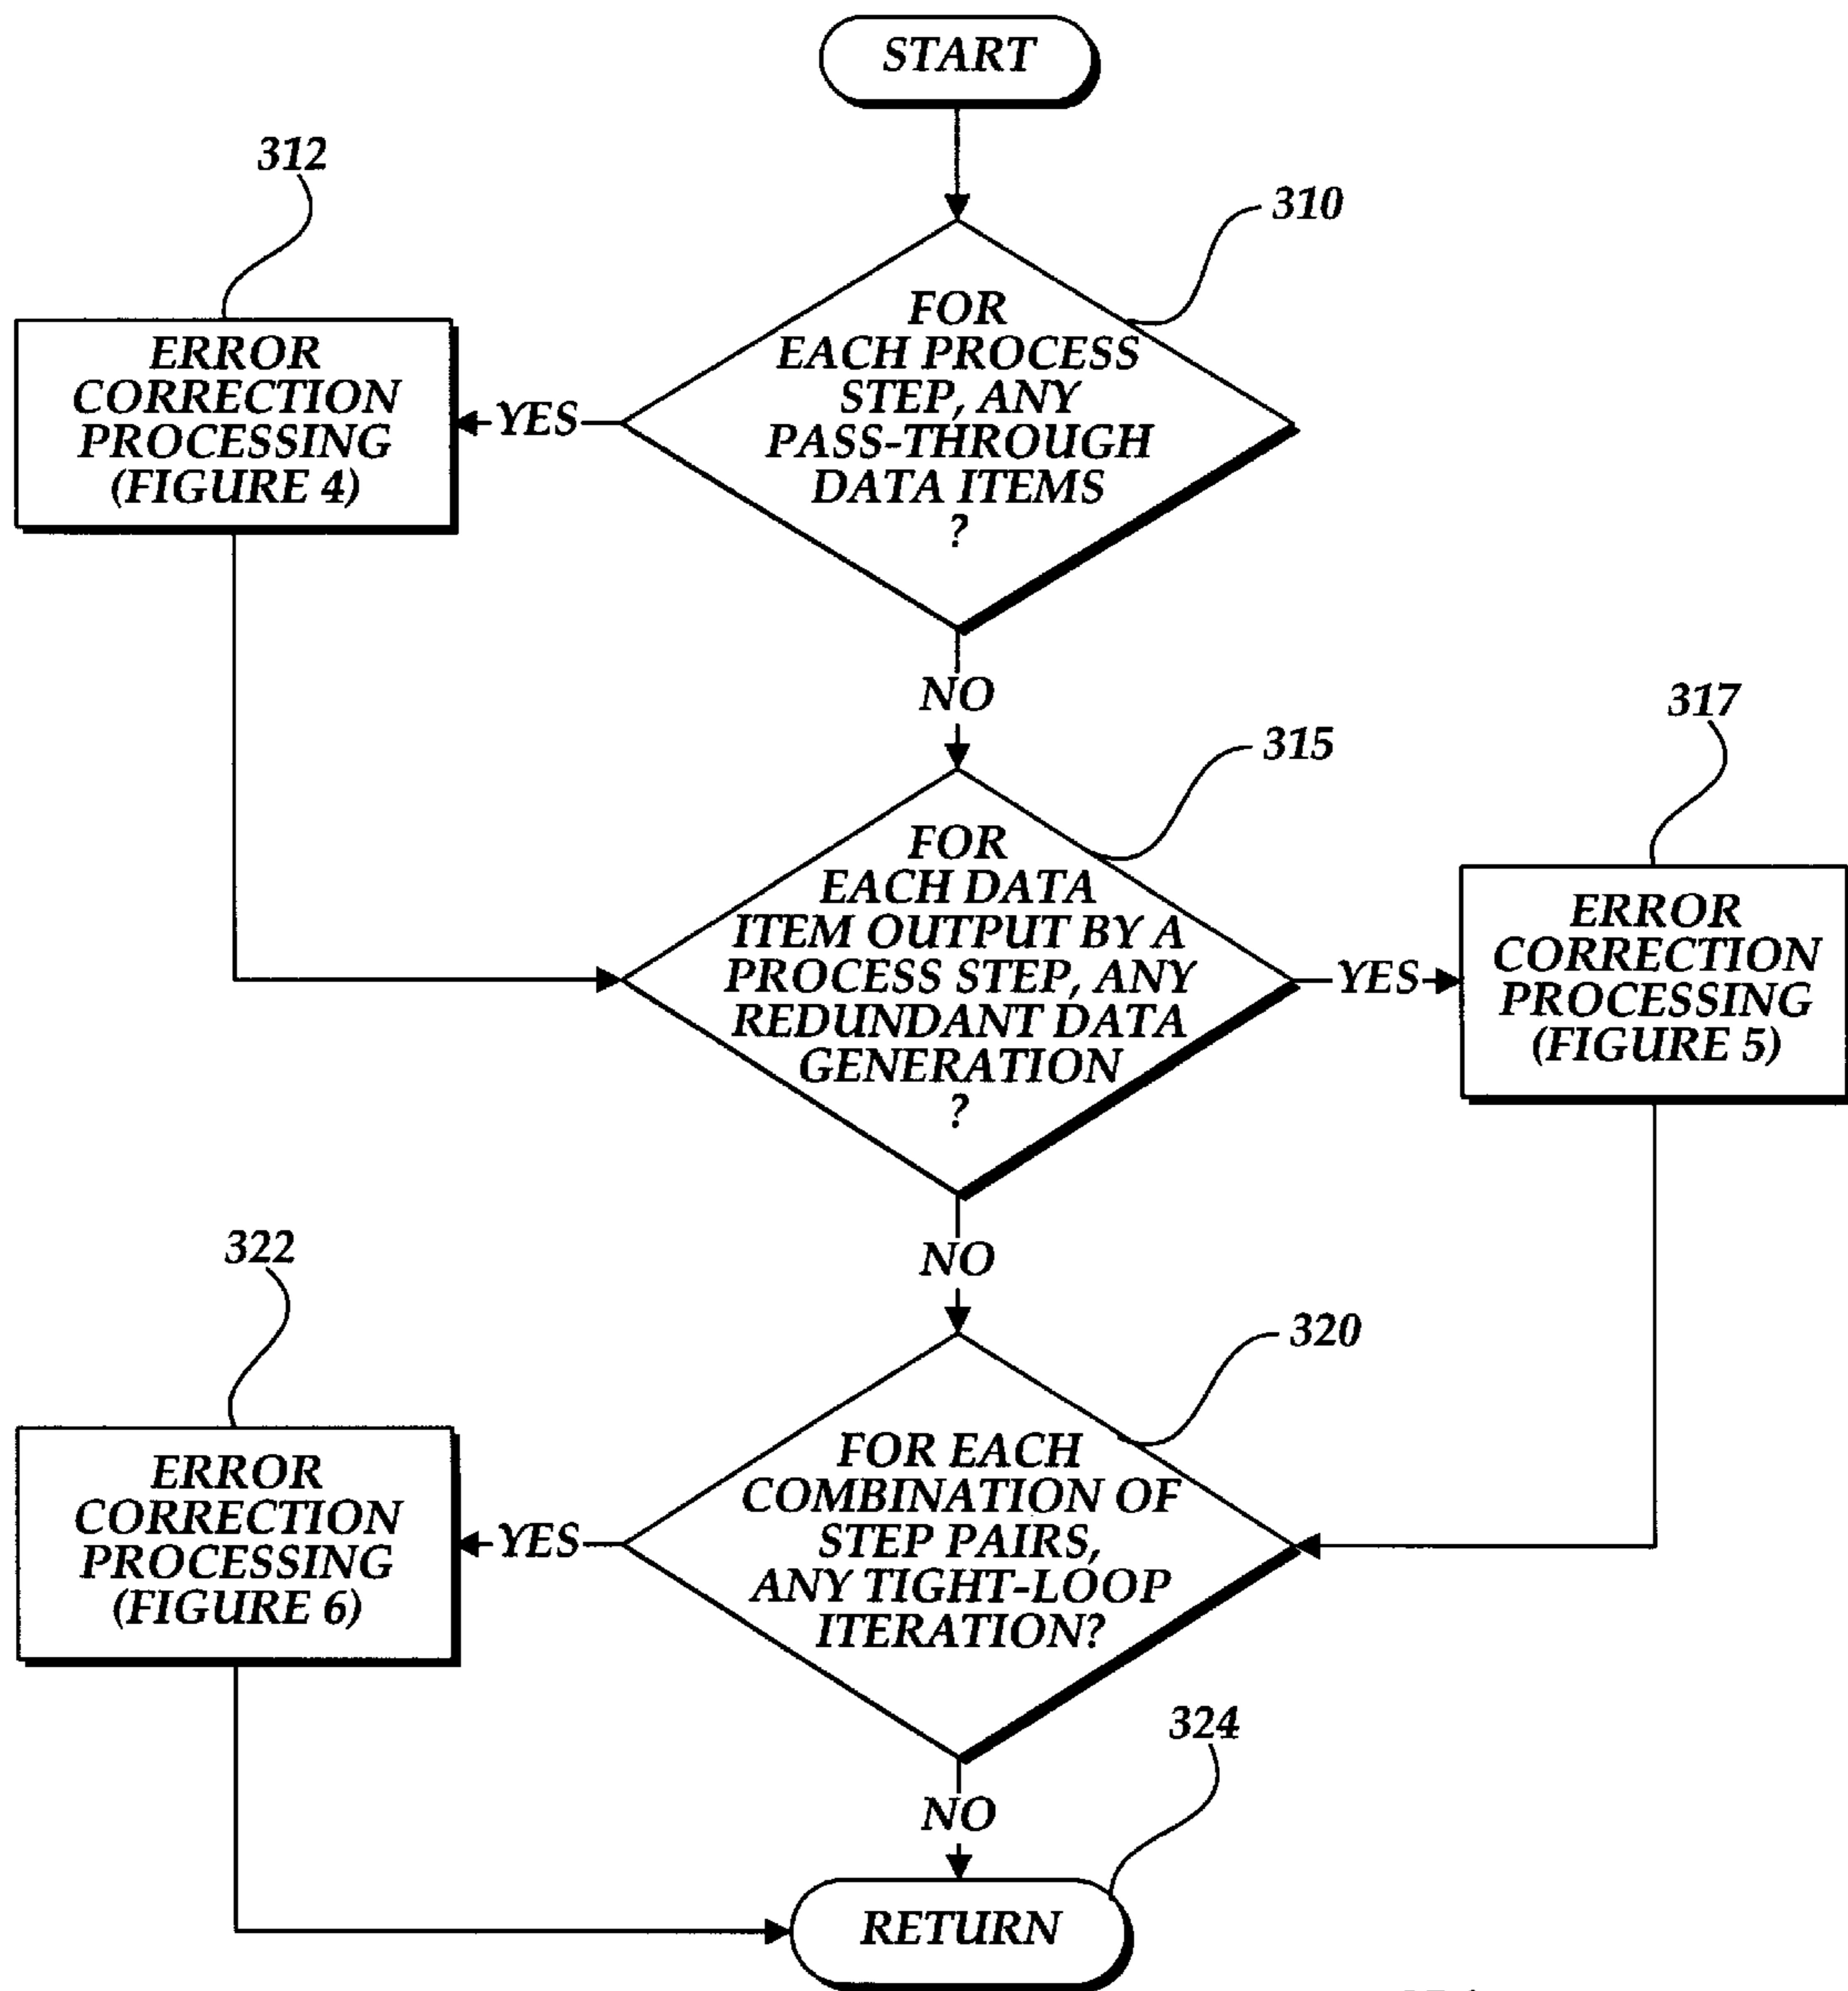 START
312
310
FOR
EACH PROCESS
STEP, ANY
PASS-THROUGH
DATA ITEMS
?
YES
ERROR
CORRECTION
PROCESSING
(FIGURE 4)
NO
315
317
FOR
EACH DATA
ITEM OUTPUT BY A
PROCESS STEP, ANY
REDUNDANT DATA
GENERATION
?
YES
ERROR
CORRECTION
PROCESSING
(FIGURE 5)
NO
322
320
FOR EACH
COMBINATION OF
STEP PAIRS,
ANY TIGHT-LOOP
ITERATION?
YES
ERROR
CORRECTION
PROCESSING
(FIGURE 6)
324
NO
RETURN